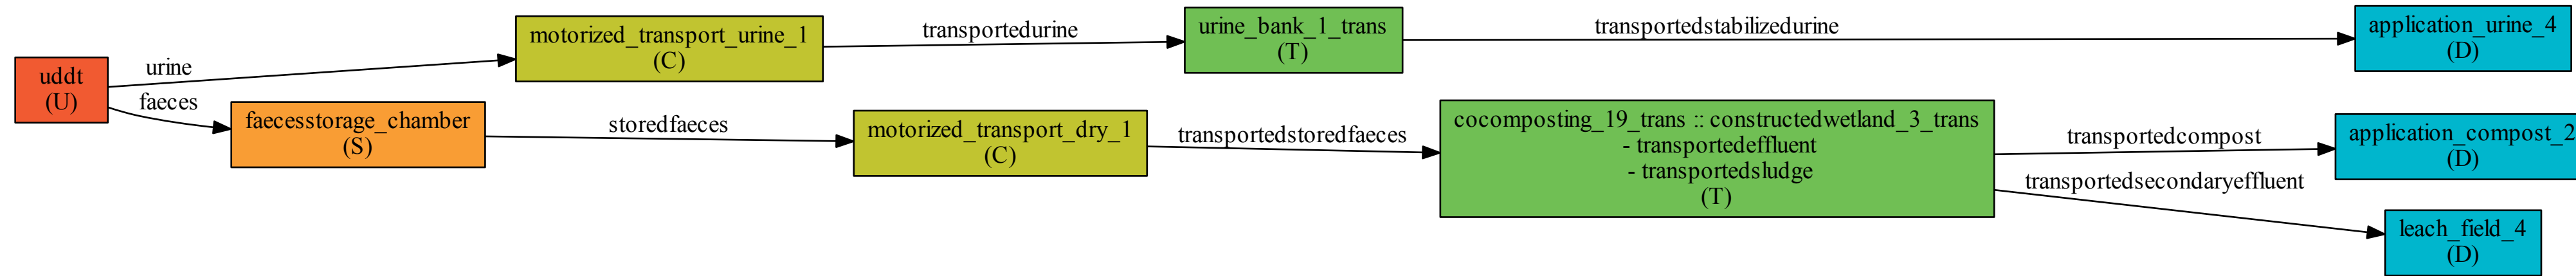 uddt
(U)
urine
faeces
motorized_transport_urine_1
(C)
faecesstorage_chamber
(S)
transportedurine
storedfaeces
motorized_transport_dry_1
(C)
urine_bank_1_trans
(T)
transportedstoredfaeces
cocomposting_19_trans :: constructedwetland_3_trans
- transportedeffluent
- transportedsludge
(T)
transportedstabilizedurine
transportedcompost
transportedsecondaryeffluent
application_urine_4
(D)
application_compost_2
(D)
leach_field_4
(D)